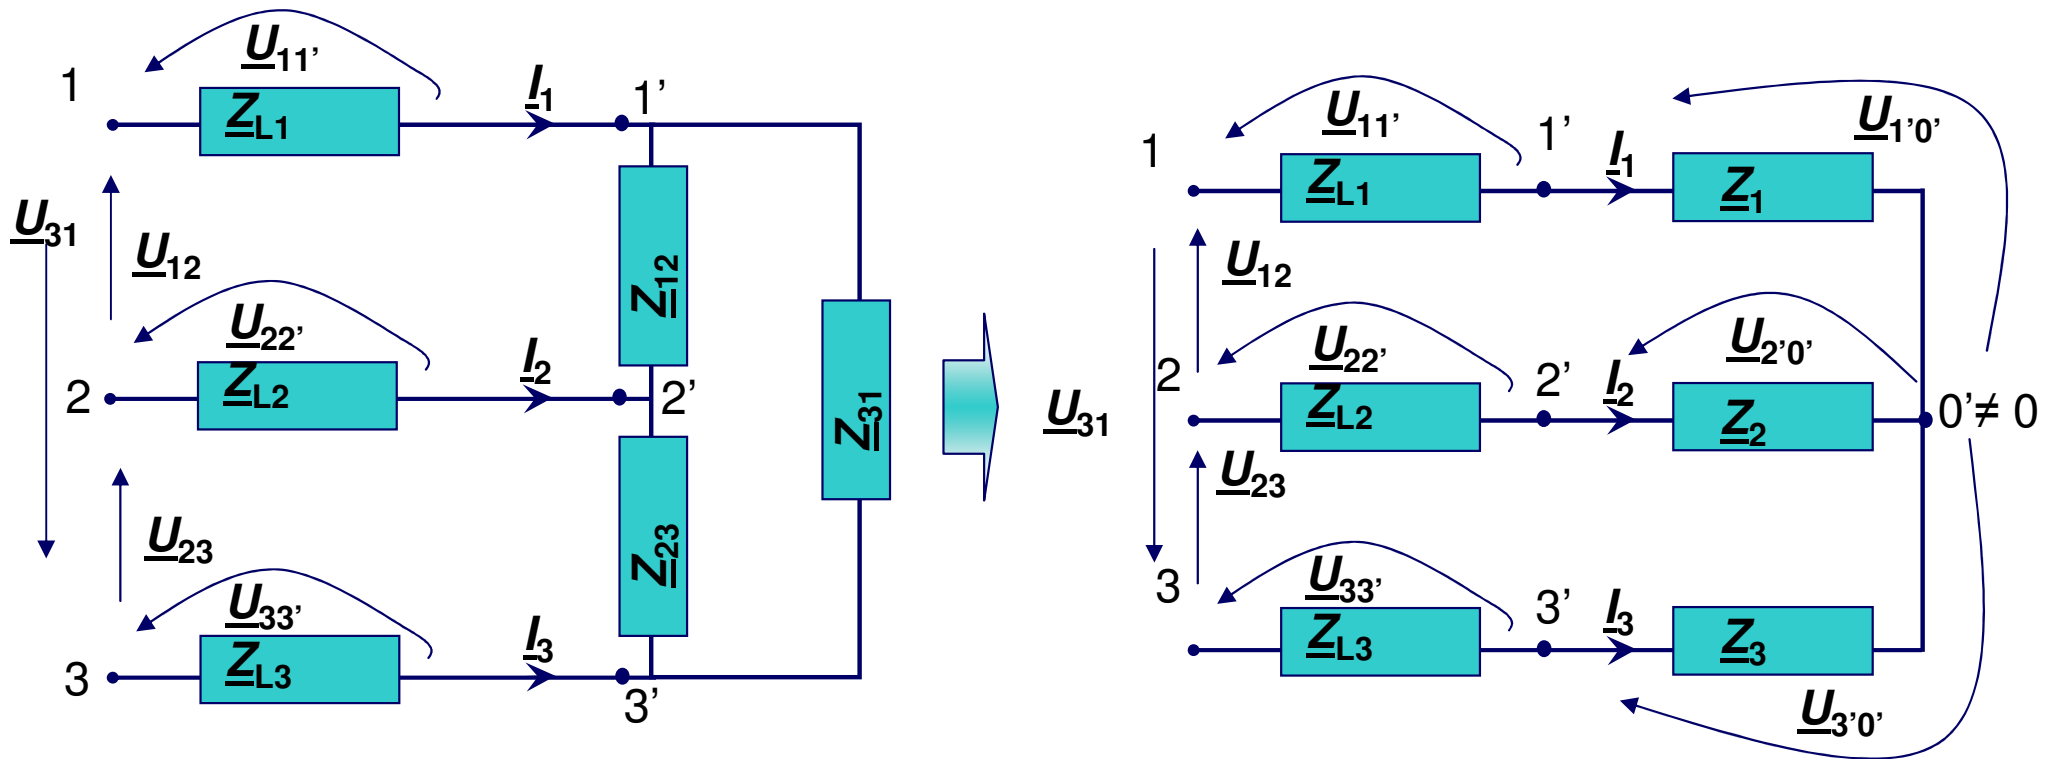 U11’
1
ZL1
I1
1’
U31
U12
Z12
U22’
2
ZL2
I2
2’
Z31
U23
Z23
U33’
3
ZL3
I3
3’
U11’
1
ZL1
1’
I1
Z1
U1’0’
U12
U31
U22’
2
ZL2
2’
I2
Z2
U2’0’
0’≠ 0
U23
U33’
3
ZL3
3’
I3
Z3
U3’0’